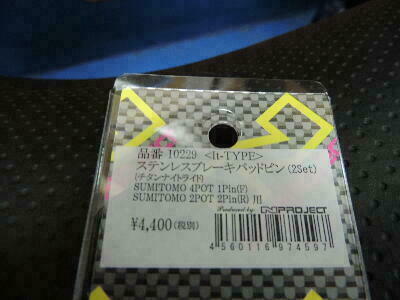 品番 10229 <It-TYPE>
ステンレスブレーキパッドピン(2Set)
(チタンナイトライド)
SUMITOMO 4POT 1Pin(F)
SUMITOMO 2POT 2Pin(R) 用
Produced by PROJECT
¥4,400(税別)
4560116974597